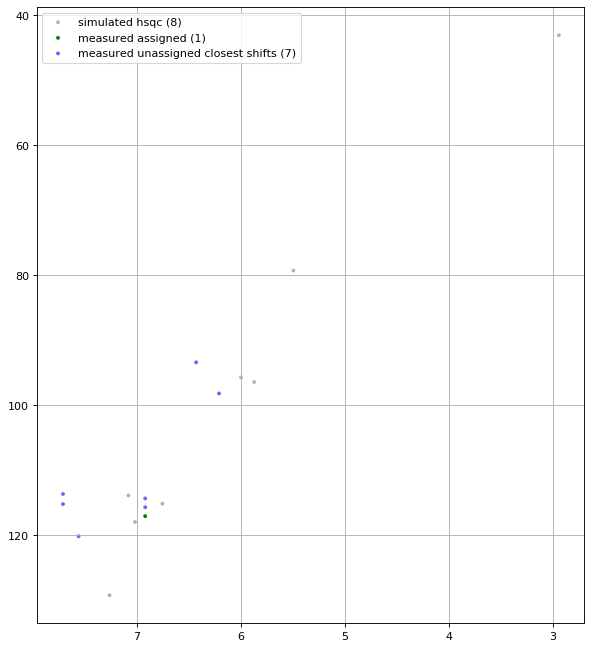 simulated hsqc (8)
measured assigned (1)
measured unassigned closest shifts (7)
40
60
80
100
120
7 6 5 4 3